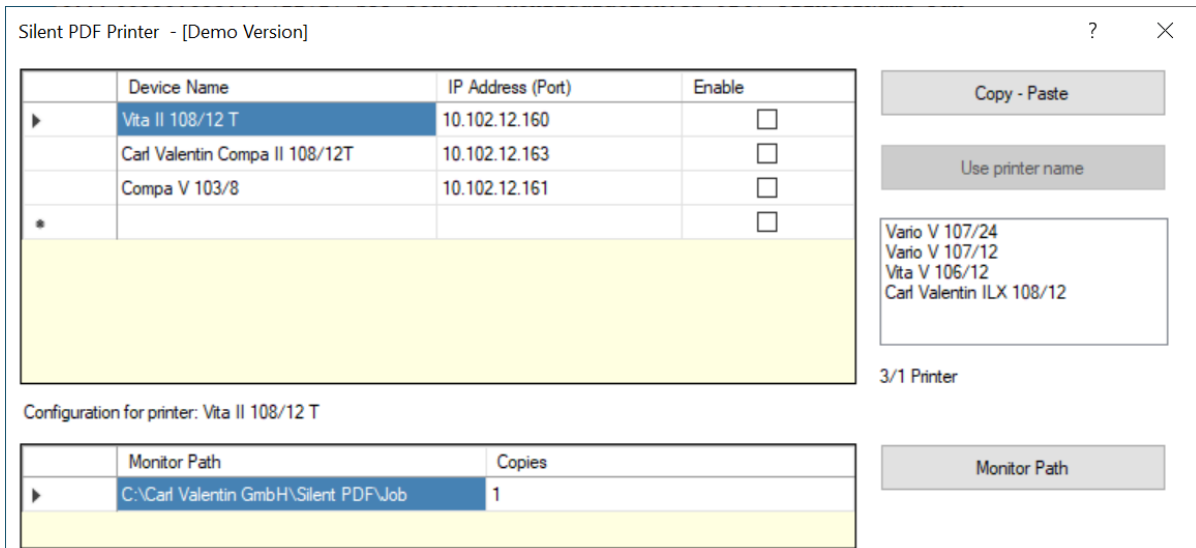 Silent PDF Printer - [Demo Version] ?
Device Name IP Address (Port) Enable
Vita II 108/12 T 10.102.12.160
Carl Valentin Compa II 108/12T 10.102.12.163
Compa V 103/8 10.102.12.161
Copy - Paste
Use printer name
Vario V 107/24
Vario V 107/12
Vita V 106/12
Carl Valentin ILX 108/12
3/1 Printer
Configuration for printer: Vita II 108/12 T
Monitor Path Copies
C:\Carl Valentin GmbH\Silent PDF\Job 1
Monitor Path